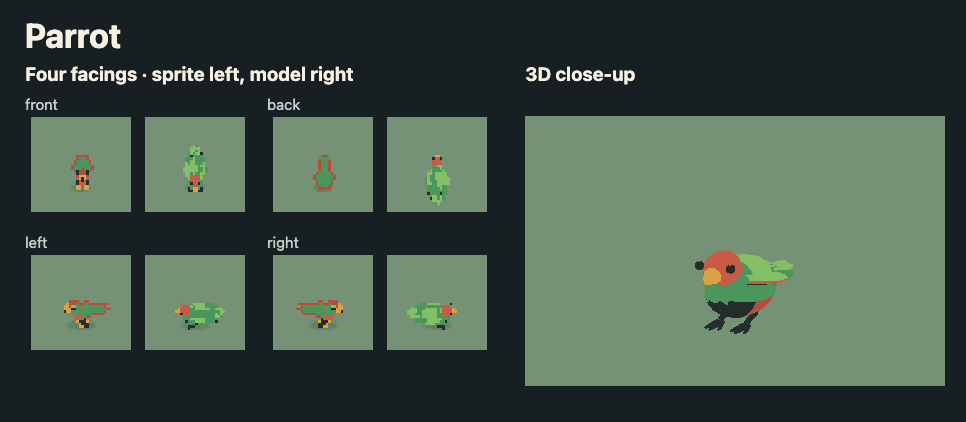 Parrot
Four facings · sprite left, model right
3D close-up
front
back
left
right